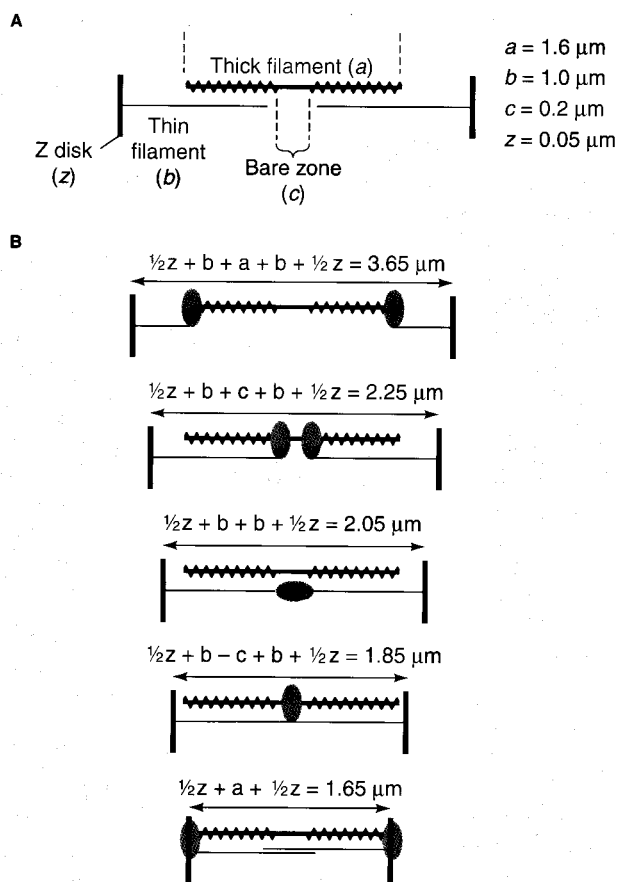 A
Thick filament (a)
a = 1.6 μm
b = 1.0 μm
c = 0.2 μm
z = 0.05 μm
Z disk
(z)
Thin
filament
(b)
Bare zone
(c)
B
½z + b + a + b + ½ z = 3.65 μm
½z + b + c + b + ½z = 2.25 μm
½z + b + b + ½z = 2.05 μm
½z + b – c + b + ½z = 1.85 μm
½z + a + ½z = 1.65 μm